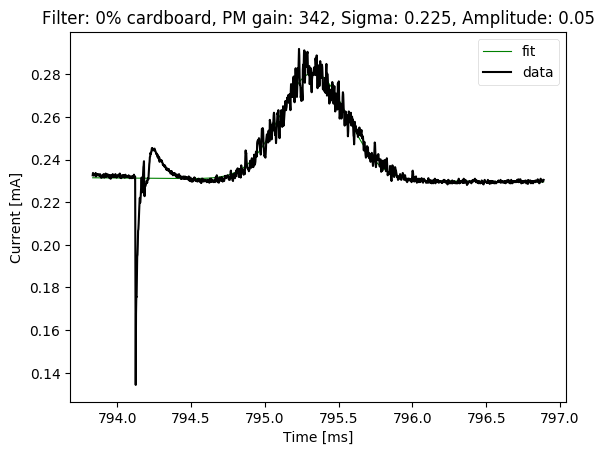 Filter: 0% cardboard, PM gain: 342, Sigma: 0.225, Amplitude: 0.05
fit
data
0.28
0.26
0.24
0.22
0.20
0.18
0.16
0.14
Current [mA]
794.0 794.5 795.0 795.5 796.0 796.5 797.0
Time [ms]